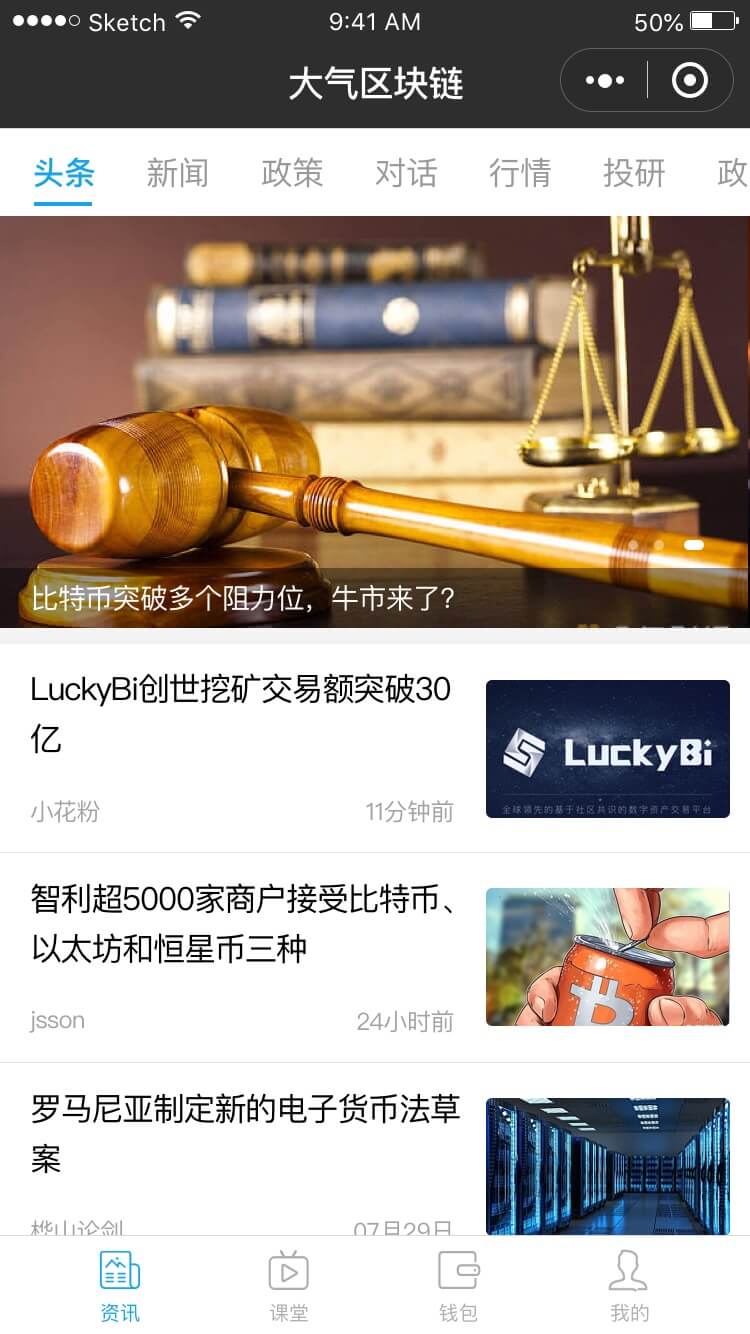 Sketch 9:41 AM 50%
大气区块链
头条 新闻 政策 对话 行情 投研 政
比特币突破多个阻力位，牛市来了？
LuckyBi创世挖矿交易额突破30
亿
小花粉 11分钟前
LuckyBi
全球领先的基于社区共识的数字资产交易平台
智利超5000家商户接受比特币、
以太坊和恒星币三种
jsson 24小时前
罗马尼亚制定新的电子货币法草
案
桦山论剑 07月29日
资讯 课堂 钱包 我的